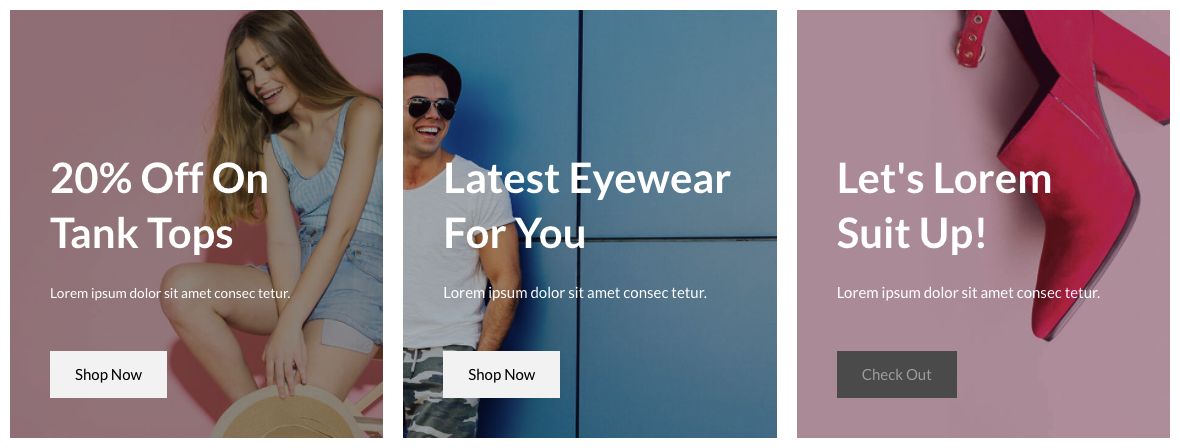 20% Off On
Tank Tops
Lorem ipsum dolor sit amet consec tetur.
Shop Now
Latest Eyewear
For You
Lorem ipsum dolor sit amet consec tetur.
Shop Now
Let's Lorem
Suit Up!
Lorem ipsum dolor sit amet consec tetur.
Check Out